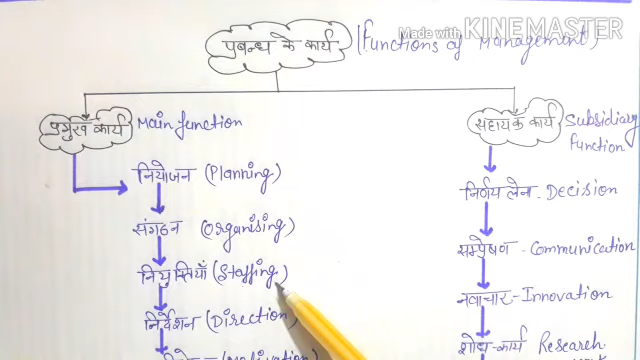 Made with KINEMASTER
प्रबन्ध के कार्य (Functions of Management)
प्रमुख कार्य Main function
नियोजन (Planning)
संगठन (Organising)
नियुक्तियाँ (Staffing)
निर्देशन (Direction)
सहायक कार्य Subsidiary
Function
निर्णय लेना - Decision
सम्प्रेषण - Communication
नवाचार - Innovation
शोध-कार्य Research